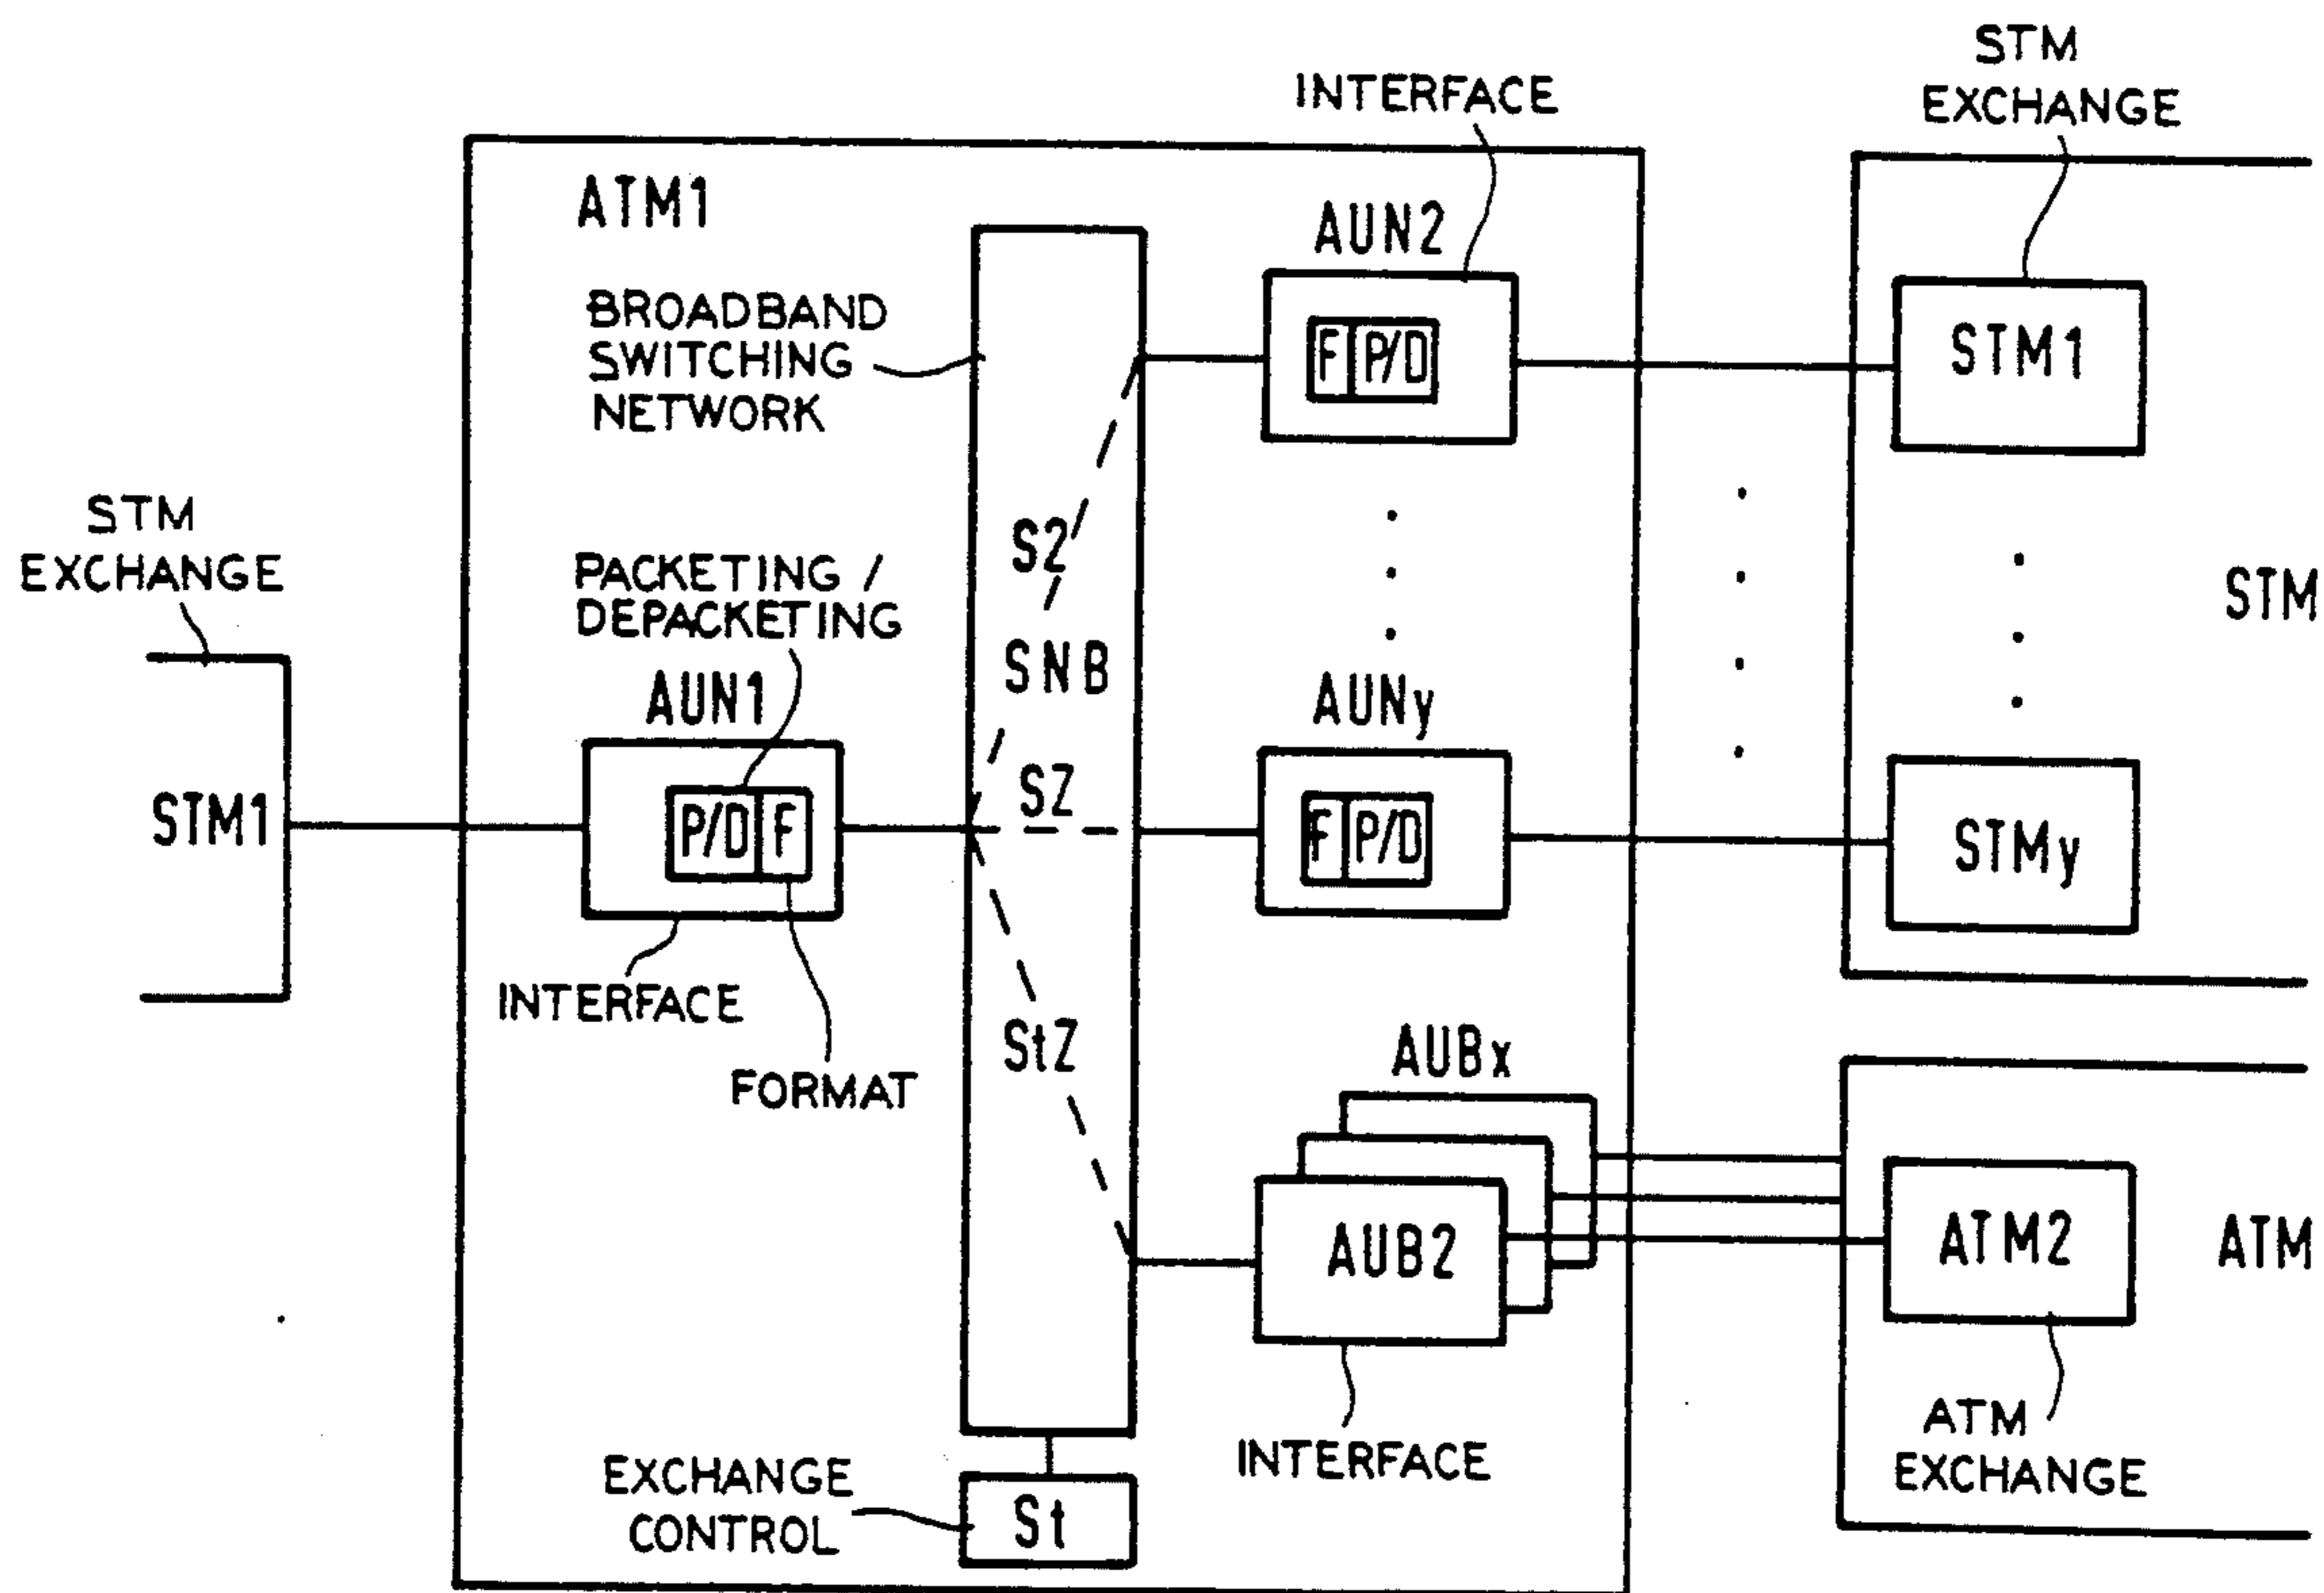 STM
EXCHANGE
INTERFACE
ATM1
AUN2
BROADBAND
SWITCHING
NETWORK
F P/D
STM1
STM
EXCHANGE
S2
PACKETING /
DEPACKETING
STM
SNB
AUN1
AUNy
SZ
STM1
P/D F
F P/D
STMy
INTERFACE
StZ
AUBx
FORMAT
AUB2
ATM2
ATM
ATM
EXCHANGE
INTERFACE
EXCHANGE
CONTROL
St